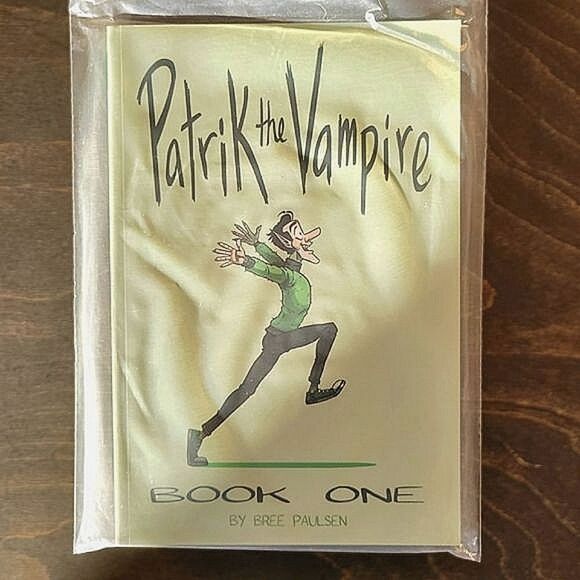 Patrik the Vampire
BOOK ONE
BY BREE PAULSEN